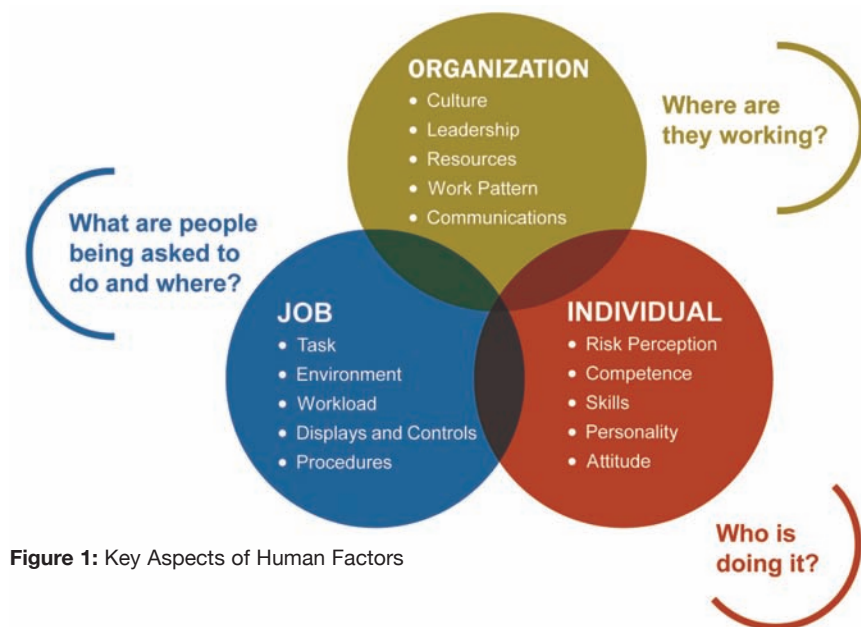 ORGANIZATION
• Culture
• Leadership
• Resources
• Work Pattern
• Communications
Where are
they working?
What are people
being asked to
do and where?
JOB
• Task
• Environment
• Workload
• Displays and Controls
• Procedures
INDIVIDUAL
• Risk Perception
• Competence
• Skills
• Personality
• Attitude
Who is
doing it?
Figure 1: Key Aspects of Human Factors